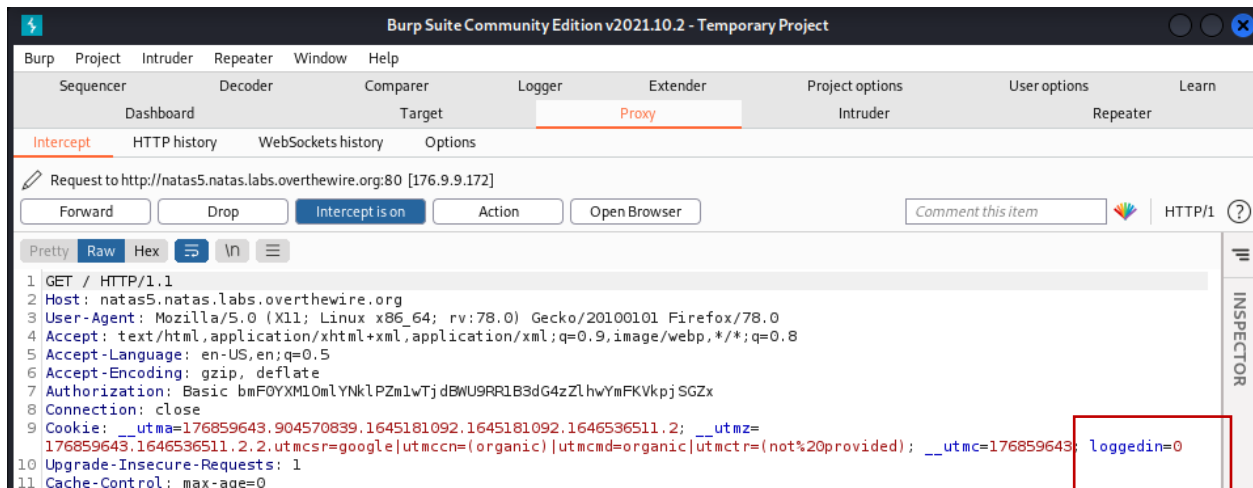 Burp Suite Community Edition v2021.10.2 - Temporary Project
Burp Project Intruder Repeater Window Help
Sequencer Decoder Comparer Logger Extender Project options User options Learn
Dashboard Target Proxy Intruder Repeater
Intercept HTTP history WebSockets history Options
Request to http://natas5.natas.labs.overthewire.org:80 [176.9.9.172]
Forward Drop Intercept is on Action Open Browser Comment this item HTTP/1 ?
Pretty Raw Hex \n
INSPECTOR
1 GET / HTTP/1.1
2 Host: natas5.natas.labs.overthewire.org
3 User-Agent: Mozilla/5.0 (X11; Linux x86_64; rv:78.0) Gecko/20100101 Firefox/78.0
4 Accept: text/html,application/xhtml+xml,application/xml;q=0.9,image/webp,*/*;q=0.8
5 Accept-Language: en-US,en;q=0.5
6 Accept-Encoding: gzip, deflate
7 Authorization: Basic bmF0YXM1OmlYNklPZm1wTjdBWU9RR1B3dG4zZlhwYmFKVkpjSGZx
8 Connection: close
9 Cookie: __utma=176859643.904570839.1645181092.1645181092.1646536511.2; __utmz=
176859643.1646536511.2.2.utmcsr=google|utmccn=(organic)|utmcmd=organic|utmctr=(not%20provided); __utmc=176859643; loggedin=0
10 Upgrade-Insecure-Requests: 1
11 Cache-Control: max-age=0